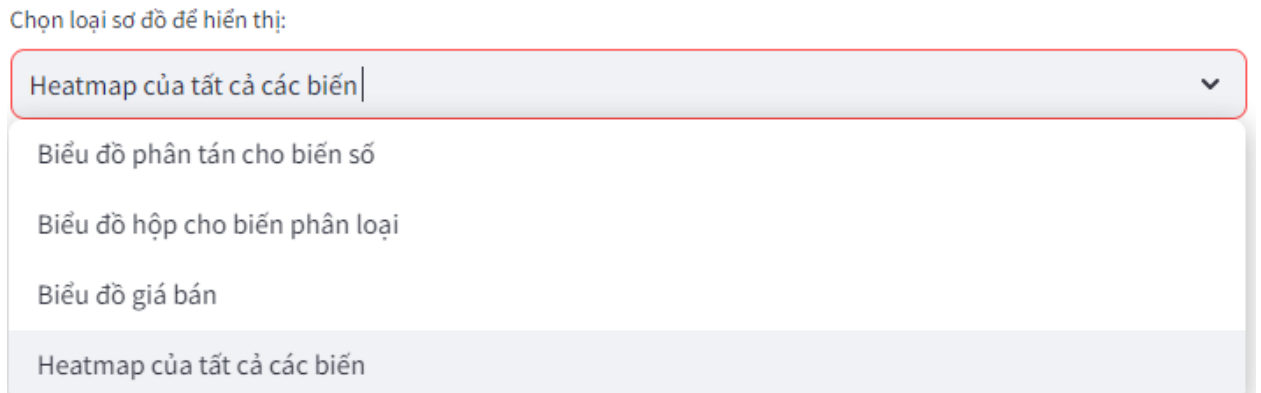 Chọn loại sơ đồ để hiển thị:
Heatmap của tất cả các biến
Biểu đồ phân tán cho biến số
Biểu đồ hộp cho biến phân loại
Biểu đồ giá bán
Heatmap của tất cả các biến